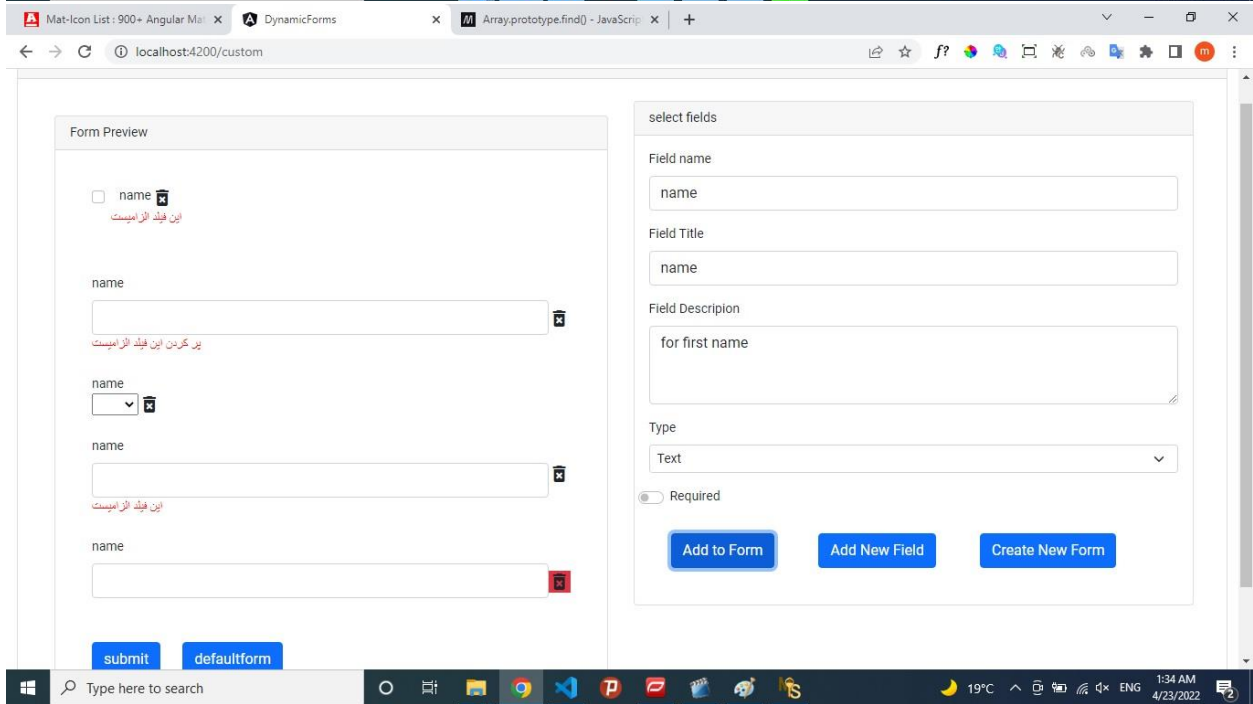 Mat-Icon List : 900+ Angular Mat
DynamicForms
Array.prototype.find() - JavaScrip
localhost:4200/custom
f?
m
Form Preview
name
این فیلد الزامیست
name
پر کردن این فیلد الزامیست
name
name
این فیلد الزامیست
name
submit
defaultform
select fields
Field name
name
Field Title
name
Field Descripion
for first name
Type
Text
Required
Add to Form
Add New Field
Create New Form
Type here to search
19°C
ENG
1:34 AM
4/23/2022
2